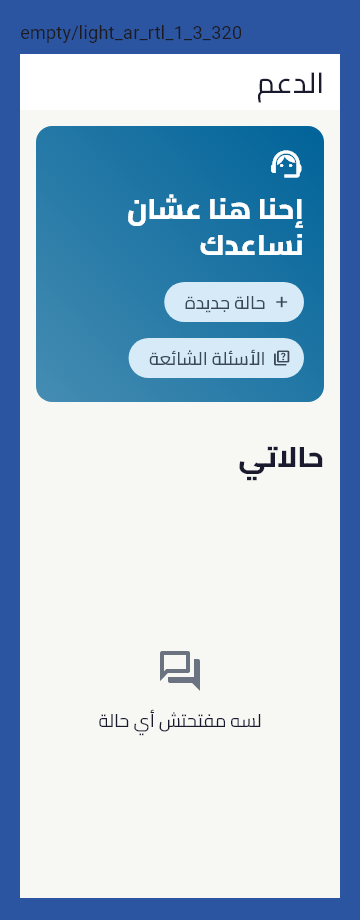 empty/light_ar_rtl_1_3_320
الدعم
إحنا هنا عشان
نساعدك
حالة جديدة
الأسئلة الشائعة
حالاتي
لسه مفتحتش أي حالة